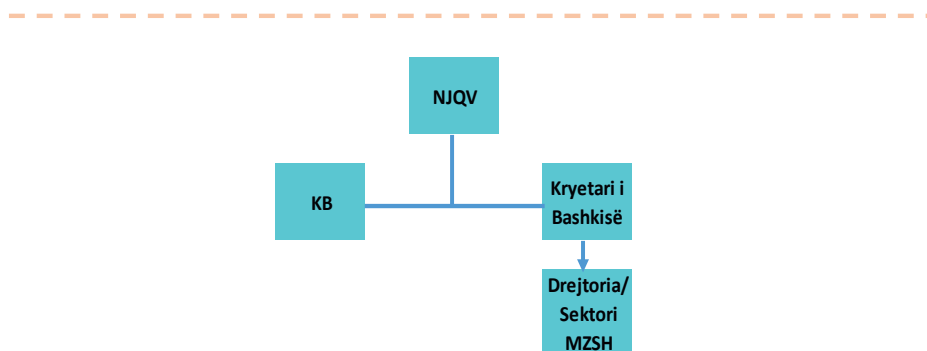 NJQV
KB
Kryetari i
Bashkisë
Drejtoria/
Sektori
MZSH